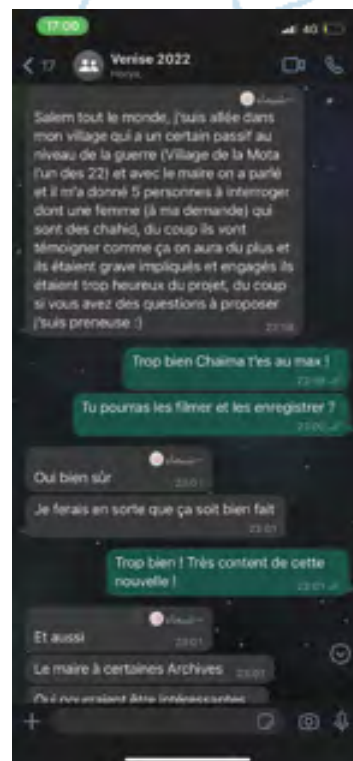 17:00
4G
17
Venise 2022
Salem tout le monde, j'suis allée dans
mon village qui a un certain passif au
niveau de la guerre (Village de la Mota
l'un des 22) et avec le maire on a parlé
et il m'a donné 5 personnes à interroger
dont une femme (à ma demande) qui
sont des chahid, du coup ils vont
témoigner comme ça on aura du plus et
ils étaient grave impliqués et engagés ils
étaient trop heureux du projet, du coup
si vous avez des questions à proposer
j'suis preneuse :)
Trop bien Chaima t'es au max !
Tu pourras les filmer et les enregistrer ?
23:00
Oui bien sûr
23:01
Je ferais en sorte que ça soit bien fait
23:01
Trop bien ! Très content de cette
nouvelle !
23:01
Et aussi
23:01
Le maire à certaines Archives
23:01
Qui pourraient être intéressantes